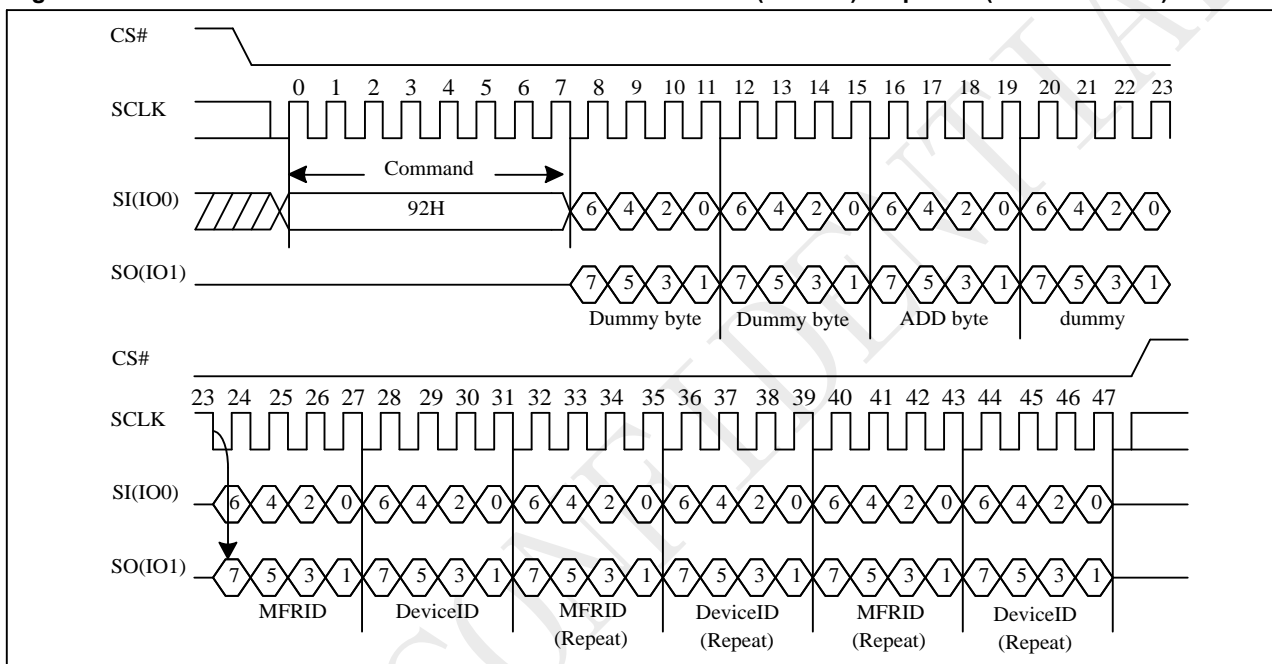 CS#
0 1 2 3 4 5 6 7 8 9 10 11 12 13 14 15 16 17 18 19 20 21 22 23
SCLK
Command
SI(IO0)
92H
6 4 2 0 6 4 2 0 6 4 2 0 6 4 2 0
SO(IO1)
7 5 3 1 7 5 3 1 7 5 3 1 7 5 3 1
Dummy byte Dummy byte ADD byte dummy
CS#
23 24 25 26 27 28 29 30 31 32 33 34 35 36 37 38 39 40 41 42 43 44 45 46 47
SCLK
SI(IO0)
6 4 2 0 6 4 2 0 6 4 2 0 6 4 2 0 6 4 2 0 6 4 2 0
SO(IO1)
7 5 3 1 7 5 3 1 7 5 3 1 7 5 3 1 7 5 3 1 7 5 3 1
MFRID DeviceID MFRID DeviceID MFRID DeviceID
(Repeat) (Repeat) (Repeat) (Repeat)